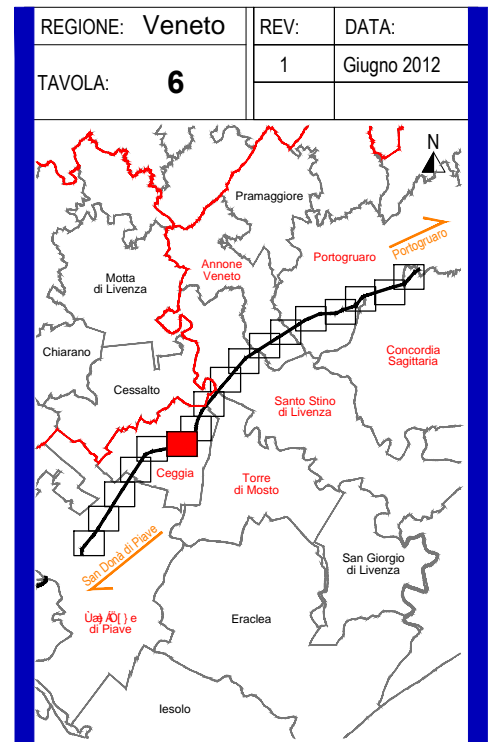 REGIONE: Veneto
REV:
DATA:
TAVOLA: 6
1
Giugno 2012
N
Pramaggiore
Portogruaro
Annone
Veneto
Portogruaro
Motta
di Livenza
Chiarano
Concordia
Sagittaria
Cessalto
Santo Stino
di Livenza
Ceggia
Torre
di Mosto
San Donà di Piave
San Giorgio
di Livenza
di Piave
Eraclea
Iesolo